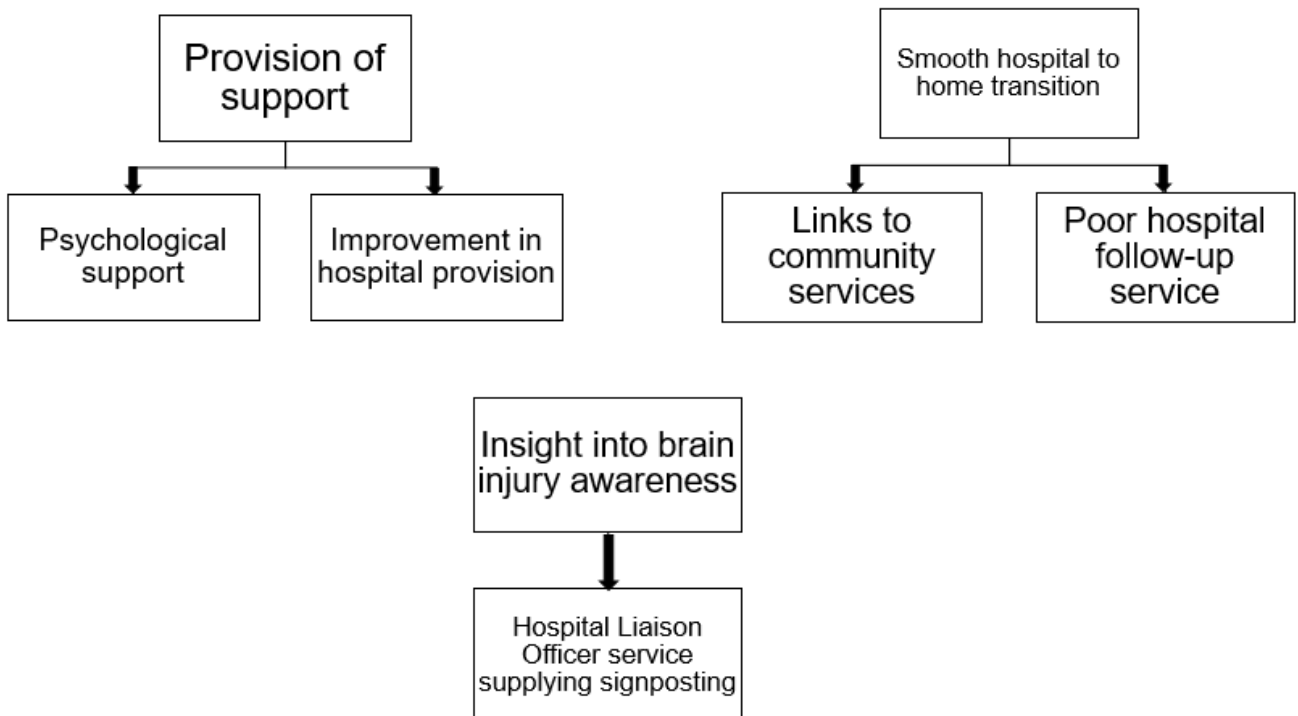 Provision of
support
Psychological
support
Improvement in
hospital provision
Smooth hospital to
home transition
Links to
community
services
Poor hospital
follow-up
service
Insight into brain
injury awareness
Hospital Liaison
Officer service
supplying signposting